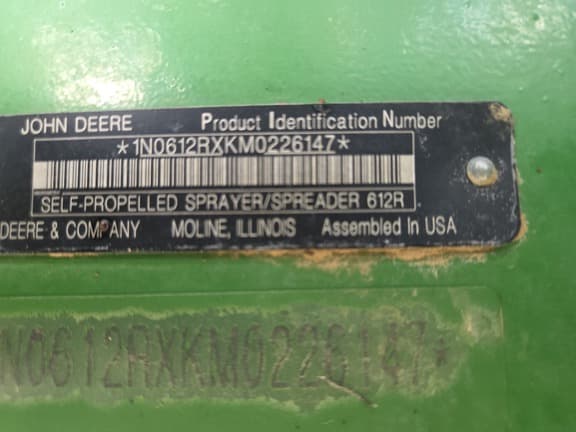 JOHN DEERE Product Identification Number
*1N0612RXKM0226147*
SELF-PROPELLED SPRAYER/SPREADER 612R
DEERE & COMPANY MOLINE, ILLINOIS Assembled In USA
N0612RXKM0226147*